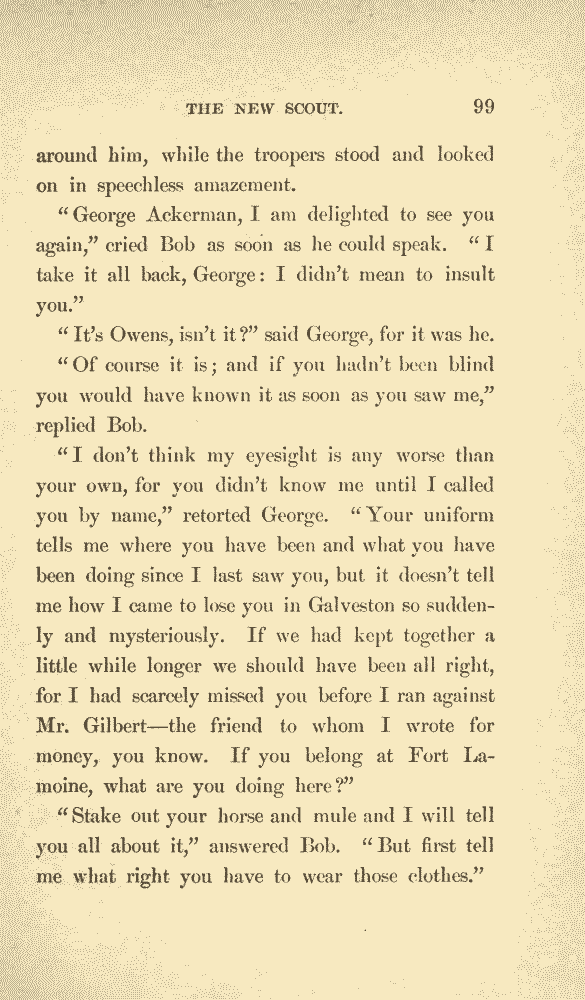 THE NEW SCOUT. 99
around him, while the troopers stood and looked
on in speechless amazement.
“George Ackerman, I am delighted to see you
again,” cried Bob as soon as he could speak. “I
take it all back, George: I didn’t mean to insult
you.”
“It’s Owens, isn’t it?” said George, for it was he.
“Of course it is; and if you hadn’t been blind
you would have known it as soon as you saw me,”
replied Bob.
“I don’t think my eyesight is any worse than
your own, for you didn’t know me until I called
you by name,” retorted George. “Your uniform
tells me where you have been and what you have
been doing since I last saw you, but it doesn’t tell
me how I came to lose you in Galveston so sudden-
ly and mysteriously. If we had kept together a
little while longer we should have been all right,
for I had scarcely missed you before I ran against
Mr. Gilbert—the friend to whom I wrote for
money, you know. If you belong at Fort La-
moine, what are you doing here?”
“Stake out your horse and mule and I will tell
you all about it,” answered Bob. “But first tell
me what right you have to wear those clothes.”